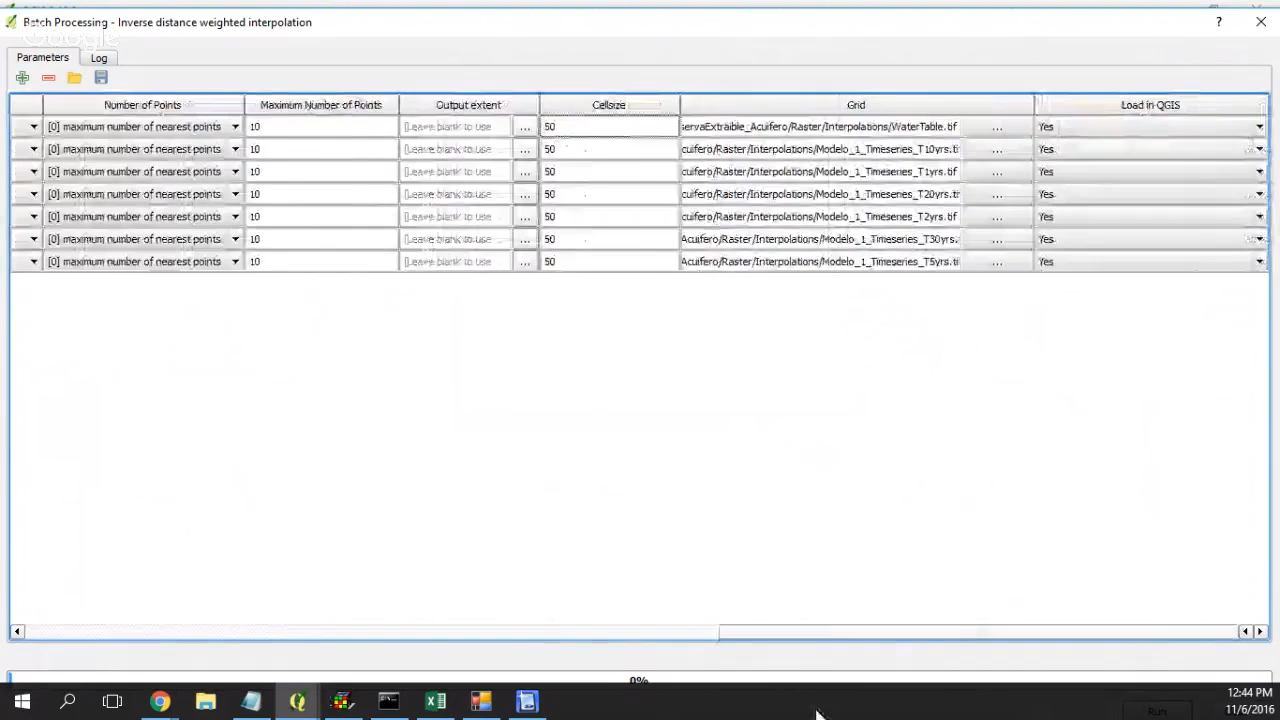 Batch Processing - Inverse distance weighted interpolation ?
Google
Parameters Log
Number of Points Maximum Number of Points Output extent Cellsize Grid Load in QGIS
[0] maximum number of nearest points 10 [Leave blank to use ... 50 servaExtraible_Acuifero/Raster/Interpolations/WaterTable.tif ... Yes
[0] maximum number of nearest points 10 [Leave blank to use ... 50 cuifero/Raster/Interpolations/Modelo_1_Timeseries_T10yrs.tif ... Yes
[0] maximum number of nearest points 10 [Leave blank to use ... 50 cuifero/Raster/Interpolations/Modelo_1_Timeseries_T1yrs.tif ... Yes
[0] maximum number of nearest points 10 [Leave blank to use ... 50 cuifero/Raster/Interpolations/Modelo_1_Timeseries_T20yrs.tif ... Yes
[0] maximum number of nearest points 10 [Leave blank to use ... 50 cuifero/Raster/Interpolations/Modelo_1_Timeseries_T2yrs.tif ... Yes
[0] maximum number of nearest points 10 [Leave blank to use ... 50 Acuifero/Raster/Interpolations/Modelo_1_Timeseries_T30yrs. ... Yes
[0] maximum number of nearest points 10 [Leave blank to use ... 50 Acuifero/Raster/Interpolations/Modelo_1_Timeseries_T5yrs.tif ... Yes
0%
Run
12:44 PM
11/6/2016